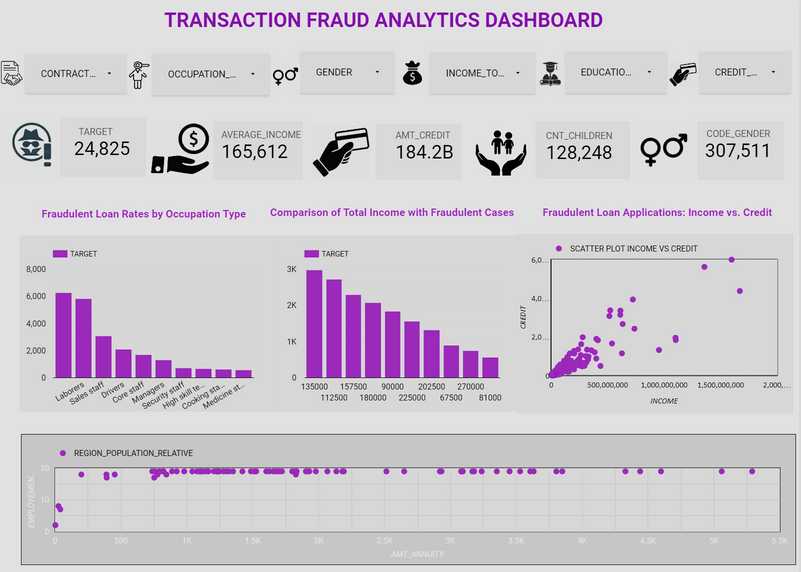 TRANSACTION FRAUD ANALYTICS DASHBOARD
CONTRACT... OCCUPATION_... GENDER INCOME_TO... EDUCATIO... CREDIT_...
TARGET AVERAGE_INCOME AMT_CREDIT CNT_CHILDREN CODE_GENDER
24,825 165,612 184.2B 128,248 307,511
Fraudulent Loan Rates by Occupation Type
TARGET
8,000
6,000
4,000
2,000
0
Laborers Sales staff Drivers Core staff Managers Security staff High skill te... Cooking sta... Medicine st...
Comparison of Total Income with Fraudulent Cases
TARGET
3K
2K
1K
0
135000 157500 90000 202500 270000
112500 180000 225000 67500 81000
Fraudulent Loan Applications: Income vs. Credit
SCATTER PLOT INCOME VS CREDIT
CREDIT
6,0...
4,0...
2,0...
0
0 500,000,000 1,000,000,000 1,500,000,000 2,000,...
INCOME
REGION_POPULATION_RELATIVE
EMPLOYEMEN...
20
10
0
0 500 1K 1.5K 2K 2.5K 3K 3.5K 4K 4.5K 5K 5.5K
AMT_ANNUITY